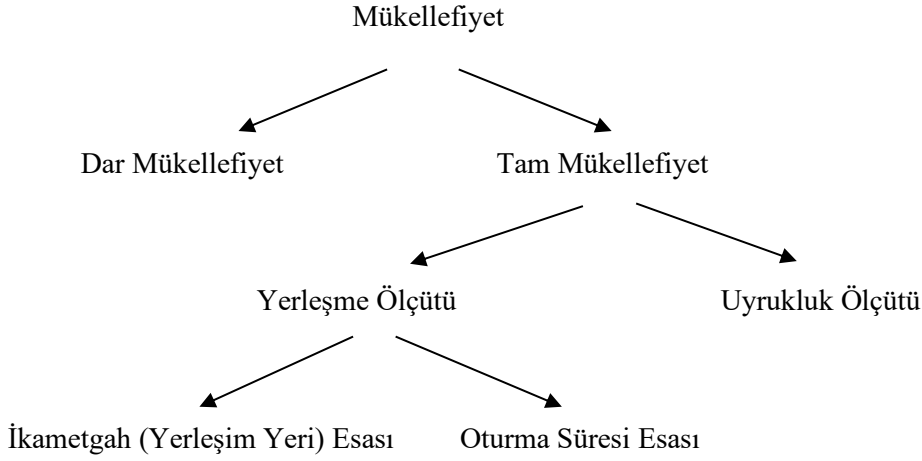 Mükellefiyet
Dar Mükellefiyet
Tam Mükellefiyet
Yerleşme Ölçütü
Uyrukluk Ölçütü
İkametgah (Yerleşim Yeri) Esası
Oturma Süresi Esası